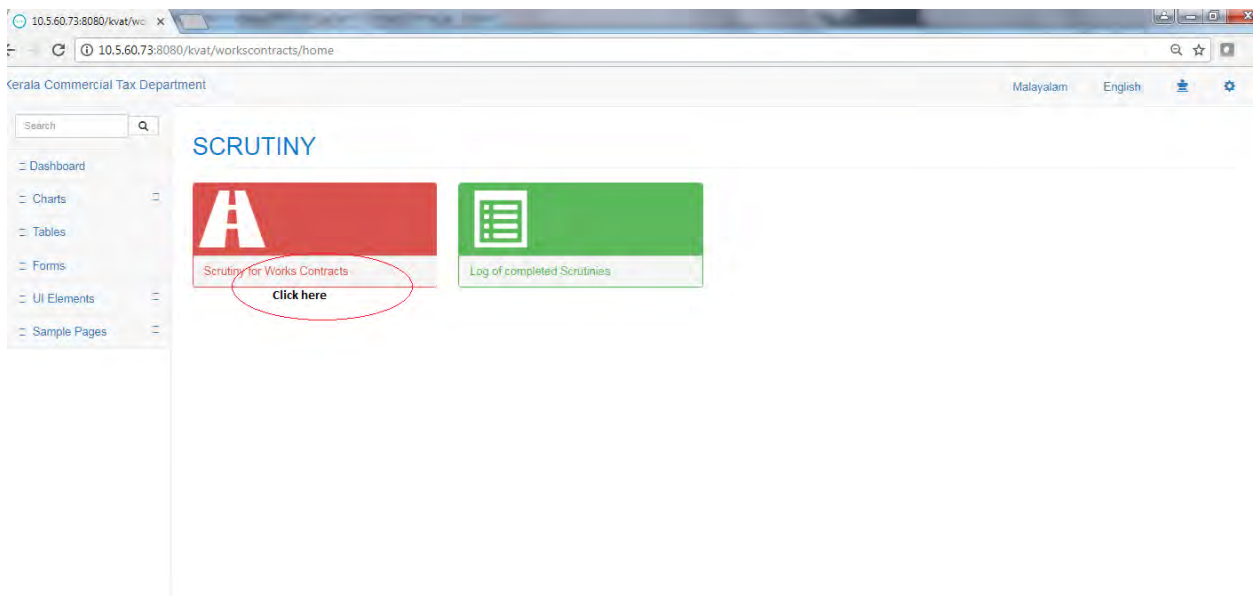 10.5.60.73:8080/kvat/wc
10.5.60.73:8080/kvat/workscontracts/home
Kerala Commercial Tax Department
Malayalam English
Search
SCRUTINY
Dashboard
Charts
Tables
Forms
UI Elements
Sample Pages
Scrutiny for Works Contracts
Log of completed Scrutinies
Click here